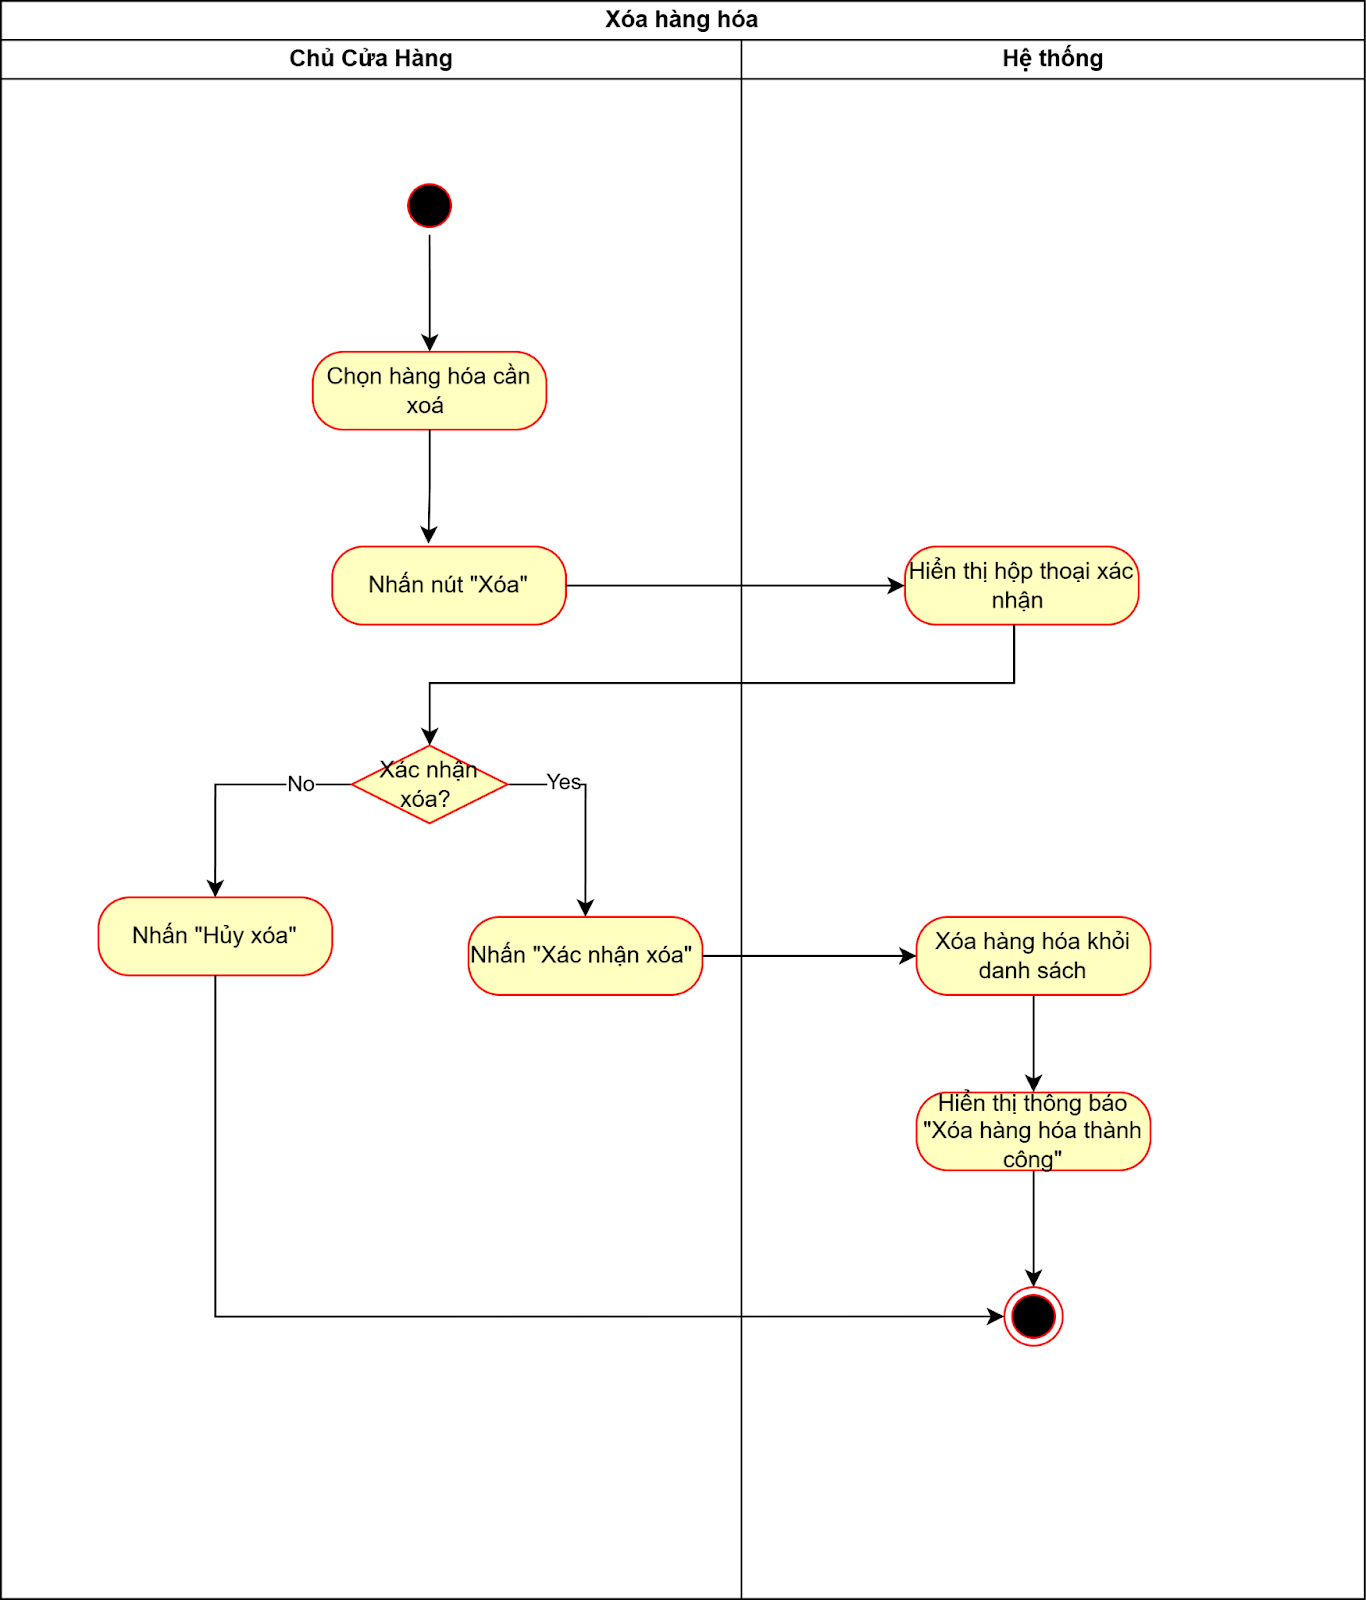 Xóa hàng hóa
Chủ Cửa Hàng
Hệ thống
Chọn hàng hóa cần
xoá
Nhấn nút "Xóa"
Hiển thị hộp thoại xác
nhận
Xác nhận
xóa?
No
Yes
Nhấn "Hủy xóa"
Nhấn "Xác nhận xóa"
Xóa hàng hóa khỏi
danh sách
Hiển thị thông báo
"Xóa hàng hóa thành
công"